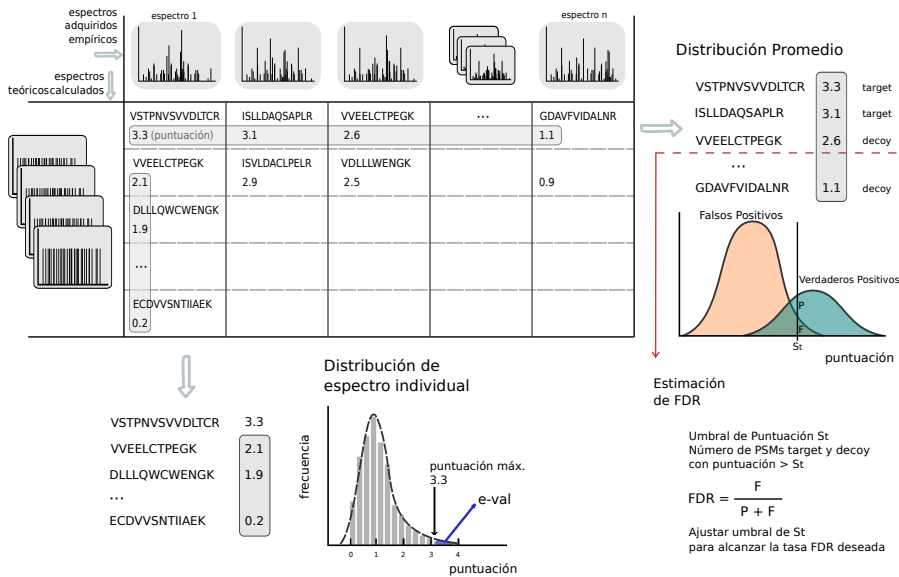 espectros
adquiridos
empíricos
espectro 1
espectro n
espectros
teóricos calculados
VSTPNVSVVDLTCR
ISLLDAQSAPLR
VVEELCTPEGK
...
GDAVFVIDALNR
3.3 (puntuación)
3.1
2.6
1.1
VVEELCTPEGK
ISVLDACLPELR
VDLLLWENGK
2.1
2.9
2.5
0.9
DLLLQWCWENGK
1.9
...
ECDVVSNTIIAEK
0.2
Distribución Promedio
VSTPNVSVVDLTCR 3.3 target
ISLLDAQSAPLR 3.1 target
VVEELCTPEGK 2.6 decoy
...
GDAVFVIDALNR 1.1 decoy
Falsos Positivos
Verdaderos Positivos
P
F
St
puntuación
Estimación
de FDR
Umbral de Puntuación St
Número de PSMs target y decoy
con puntuación > St
FDR = F
P + F
Ajustar umbral de St
para alcanzar la tasa FDR deseada
VSTPNVSVVDLTCR 3.3
VVEELCTPEGK 2.1
DLLLQWCWENGK 1.9
...
ECDVVSNTIIAEK 0.2
Distribución de
espectro individual
frecuencia
puntuación máx.
3.3
e-val
0 1 2 3 4
puntuación